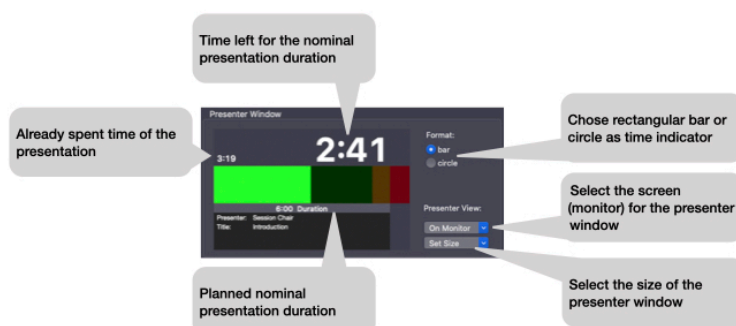 Time left for the nominal
presentation duration
Already spent time of the
presentation
Presenter Window
3:19
2:41
6:00 Duration
Presenter: Session Chair
Title: Introduction
Format:
bar
circle
Presenter View:
On Monitor
Set Size
Chose rectangular bar or
circle as time indicator
Select the screen
(monitor) for the presenter
window
Select the size of the
presenter window
Planned nominal
presentation duration